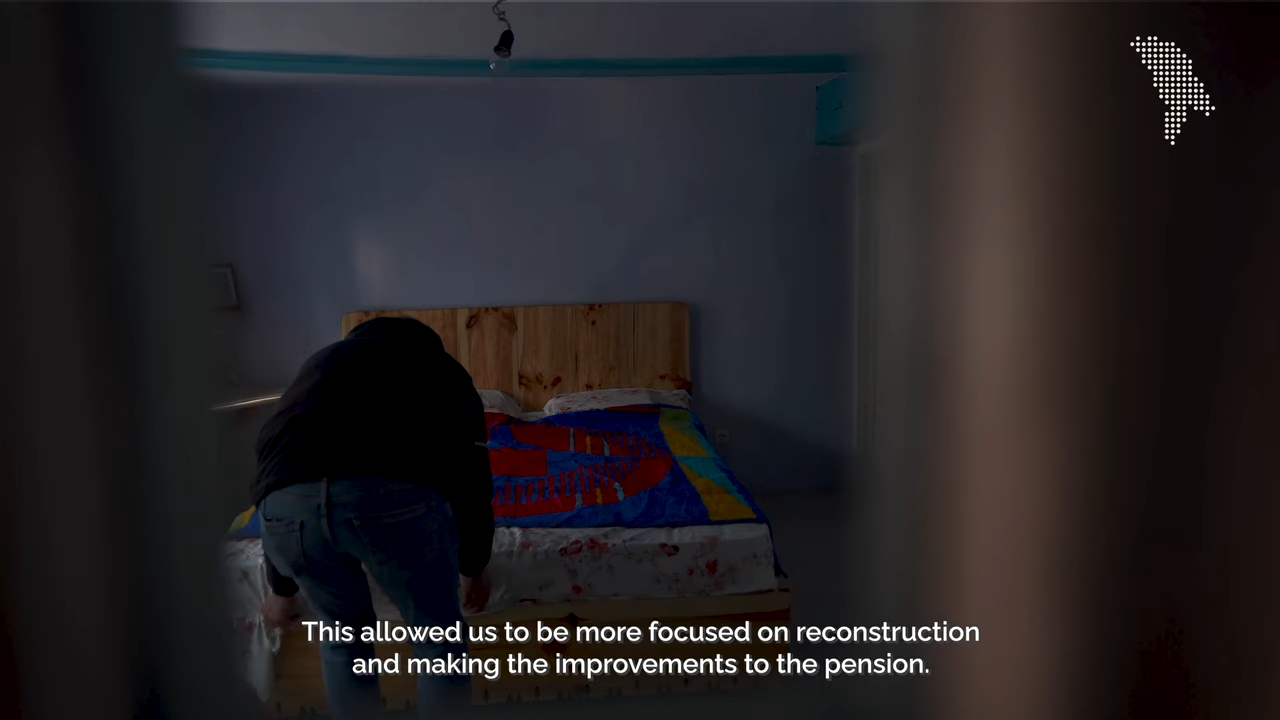 This allowed us to be more focused on reconstruction
and making the improvements to the pension.